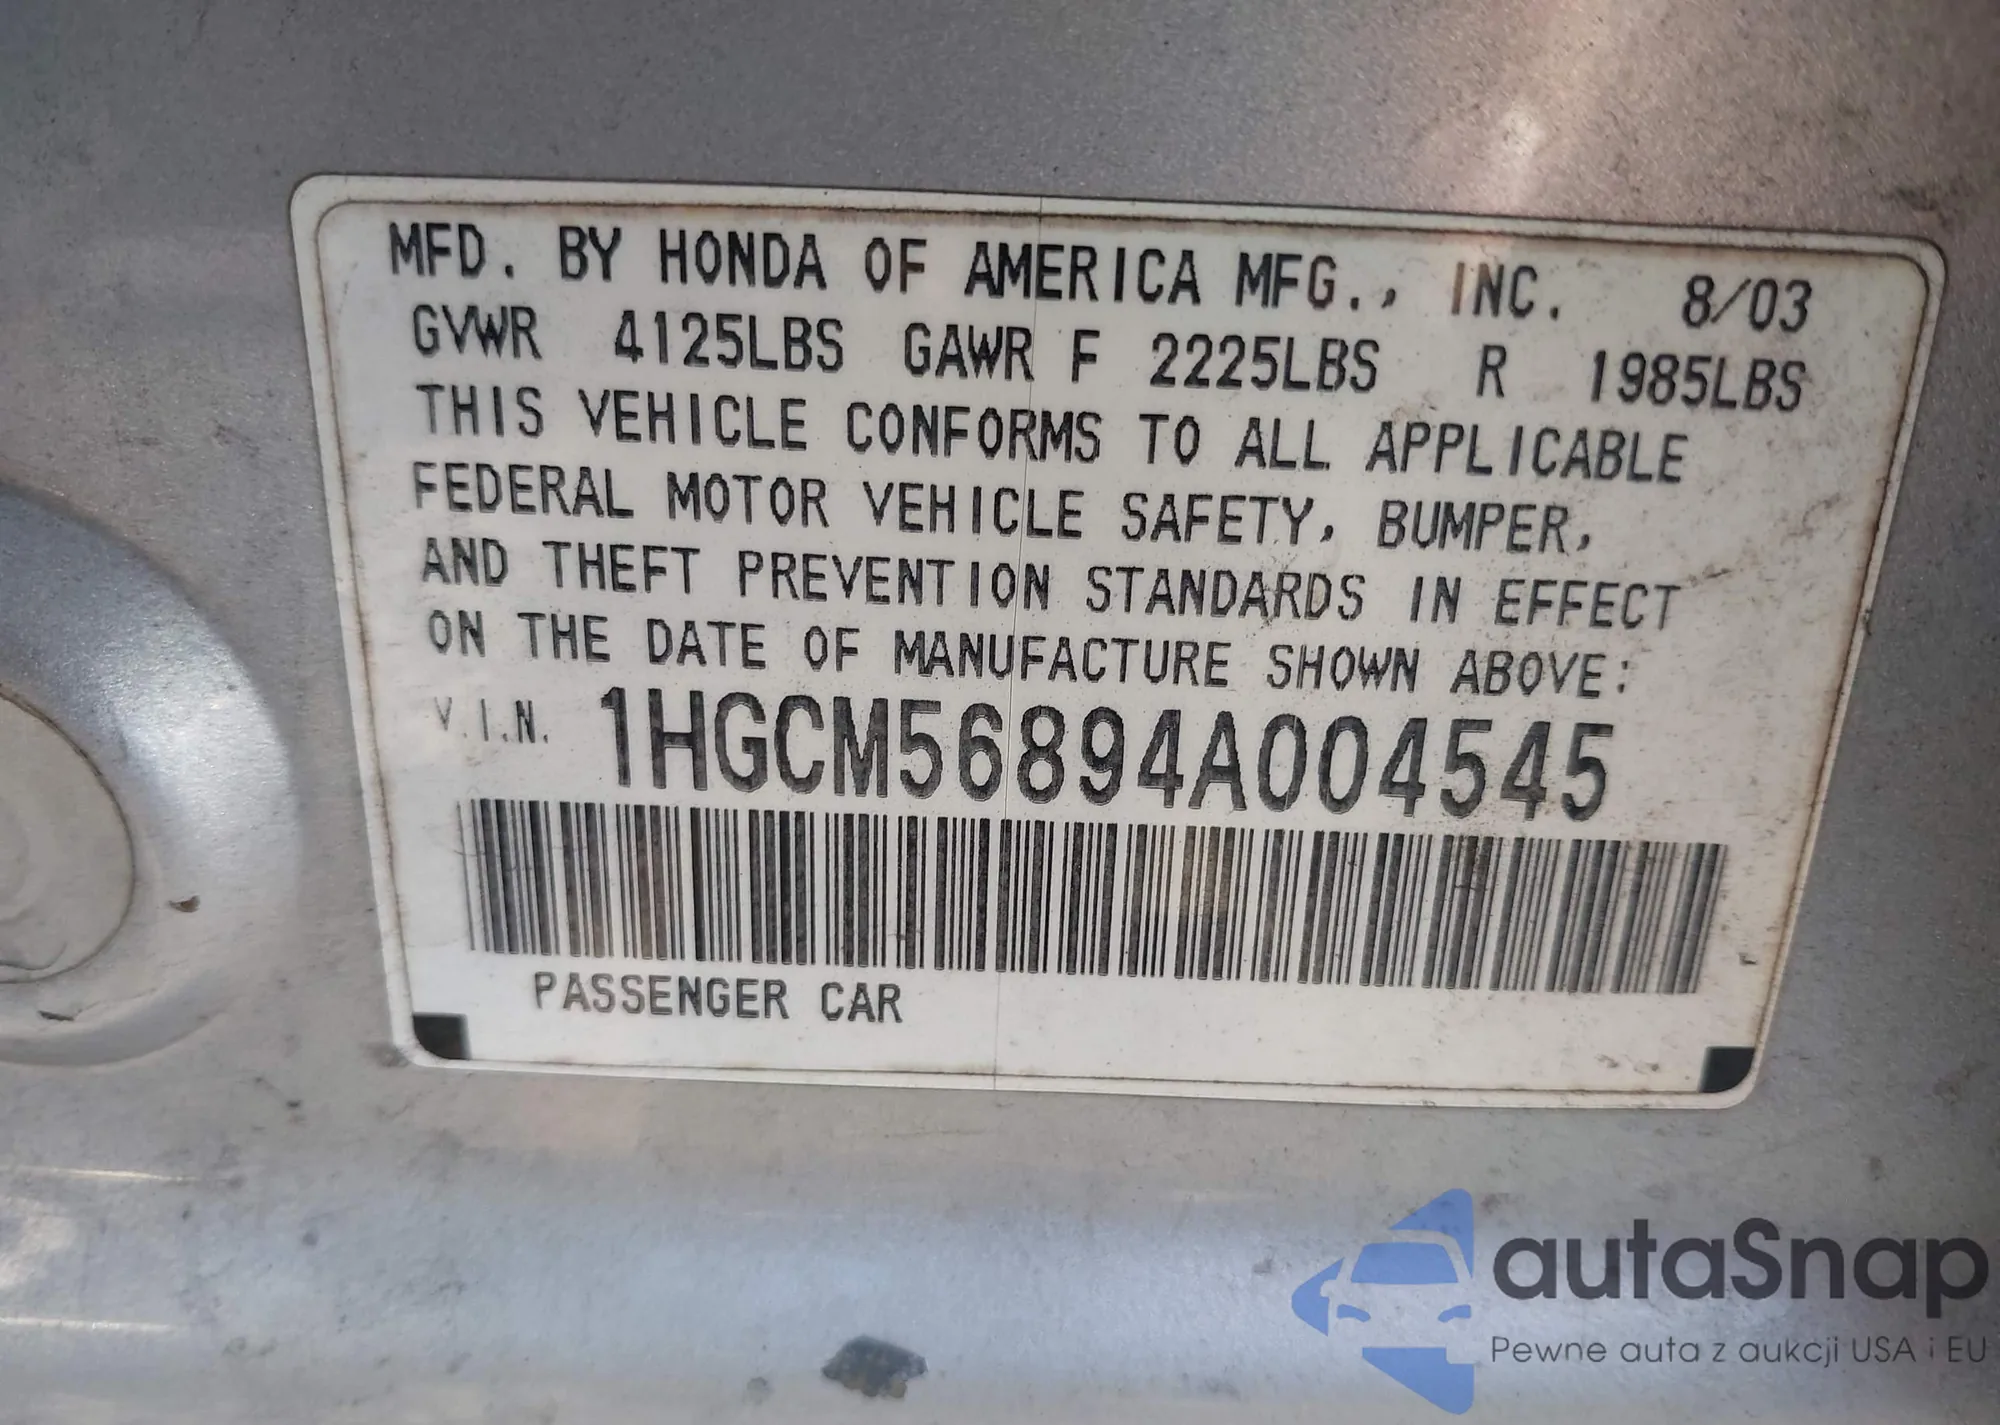 MFD. BY HONDA OF AMERICA MFG., INC. 8/03
GVWR 4125LBS GAWR F 2225LBS R 1985LBS
THIS VEHICLE CONFORMS TO ALL APPLICABLE
FEDERAL MOTOR VEHICLE SAFETY, BUMPER,
AND THEFT PREVENTION STANDARDS IN EFFECT
ON THE DATE OF MANUFACTURE SHOWN ABOVE:
V.I.N. 1HGCM56894A004545
PASSENGER CAR
autaSnap
Pewne auta z aukcji USA i EU